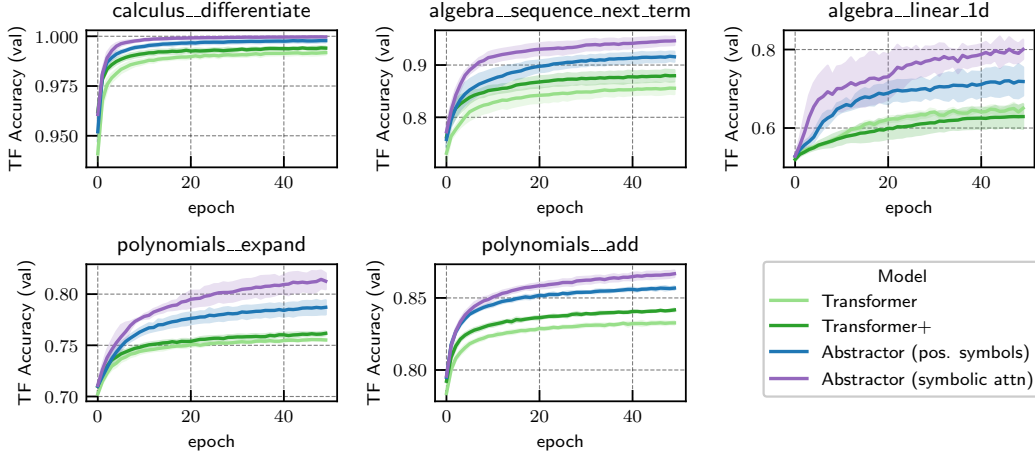 calculus__differentiate
TF Accuracy (val)
1.000
0.975
0.950
0
20
40
epoch
algebra__sequence_next_term
TF Accuracy (val)
0.9
0.8
0
20
40
epoch
algebra__linear_1d
TF Accuracy (val)
0.8
0.6
0
20
40
epoch
polynomials__expand
TF Accuracy (val)
0.80
0.75
0.70
0
20
40
epoch
polynomials__add
TF Accuracy (val)
0.85
0.80
0
20
40
epoch
Model
Transformer
Transformer+
Abstractor (pos. symbols)
Abstractor (symbolic attn)